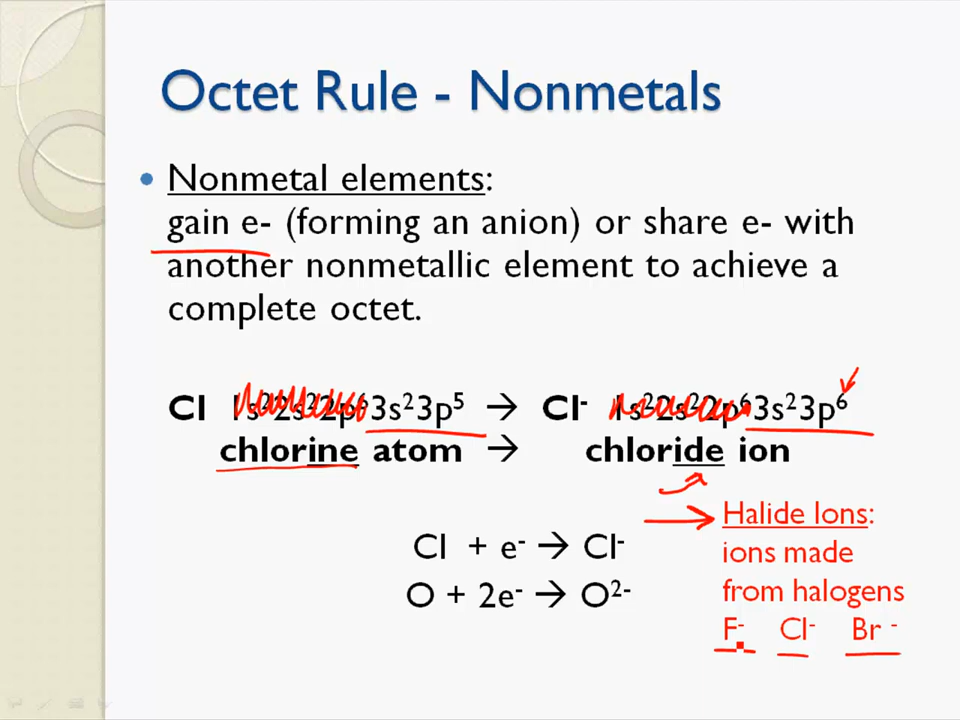 Octet Rule - Nonmetals
• Nonmetal elements:
gain e- (forming an anion) or share e- with
another nonmetallic element to achieve a
complete octet.
Cl 1s²2s²2p⁶3s²3p⁵ → Cl⁻ 1s²2s²2p⁶3s²3p⁶
chlorine atom → chloride ion
Cl + e⁻ → Cl⁻
O + 2e⁻ → O²⁻
Halide Ions:
ions made
from halogens
F⁻ Cl⁻ Br⁻